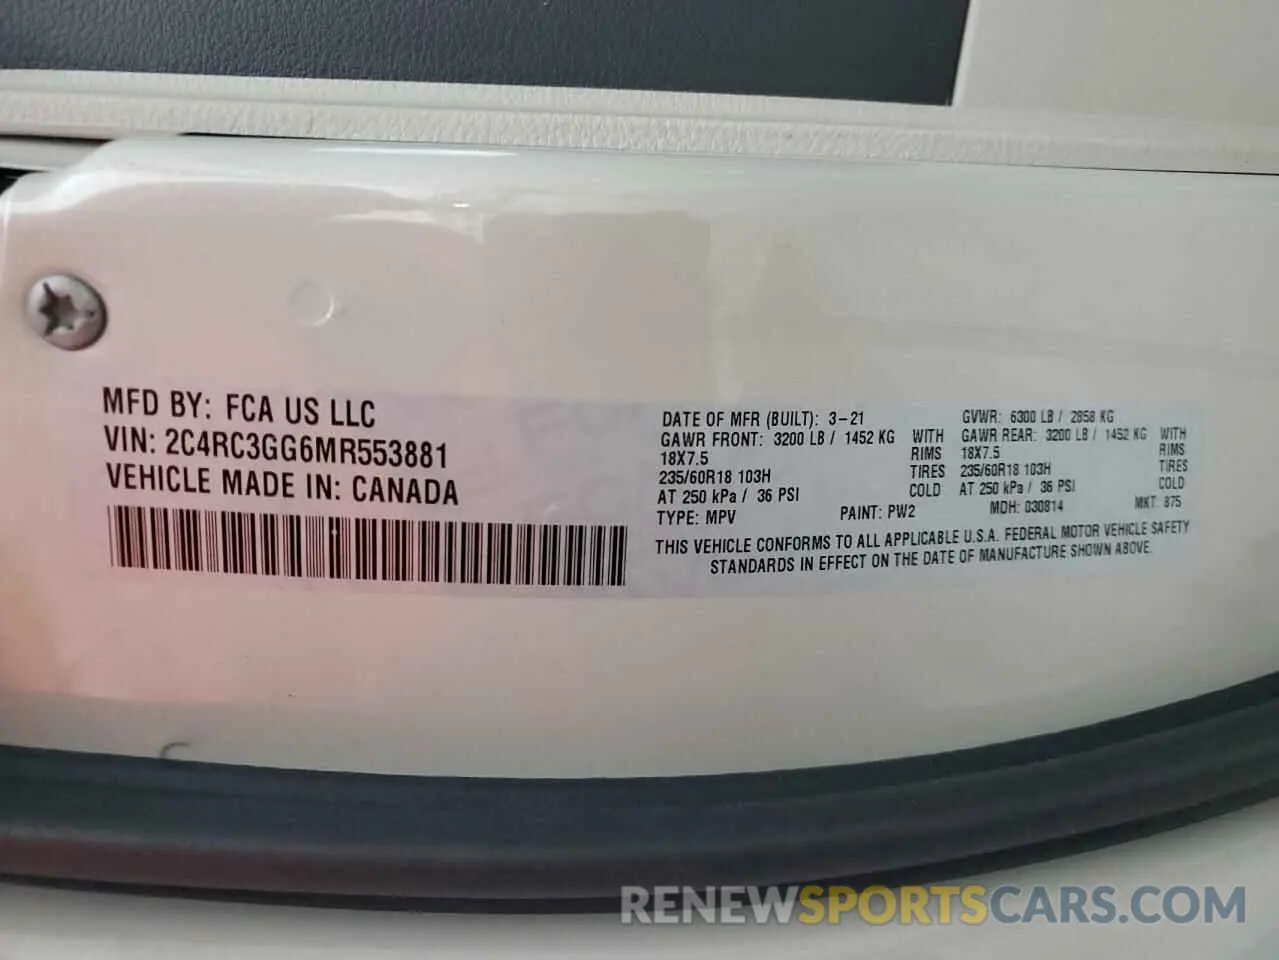 MFD BY: FCA US LLC
VIN: 2C4RC3GG6MR553881
VEHICLE MADE IN: CANADA
DATE OF MFR (BUILT): 3-21 GVWR: 6300 LB / 2858 KG
GAWR FRONT: 3200 LB / 1452 KG WITH GAWR REAR: 3200 LB / 1452 KG WITH
18X7.5 RIMS 18X7.5 RIMS
235/60R18 103H TIRES 235/60R18 103H TIRES
AT 250 kPa / 36 PSI COLD AT 250 kPa / 36 PSI COLD
TYPE: MPV PAINT: PW2 MDH: 030814 MKT: 875
THIS VEHICLE CONFORMS TO ALL APPLICABLE U.S.A. FEDERAL MOTOR VEHICLE SAFETY
STANDARDS IN EFFECT ON THE DATE OF MANUFACTURE SHOWN ABOVE.
RENEWSPORTSCARS.COM